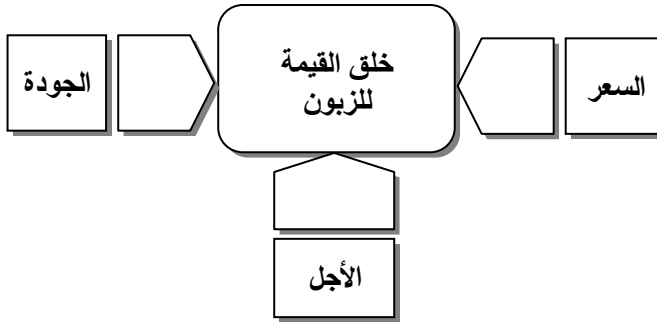 خلق القيمة
للزبون
السعر
الجودة
الأجل